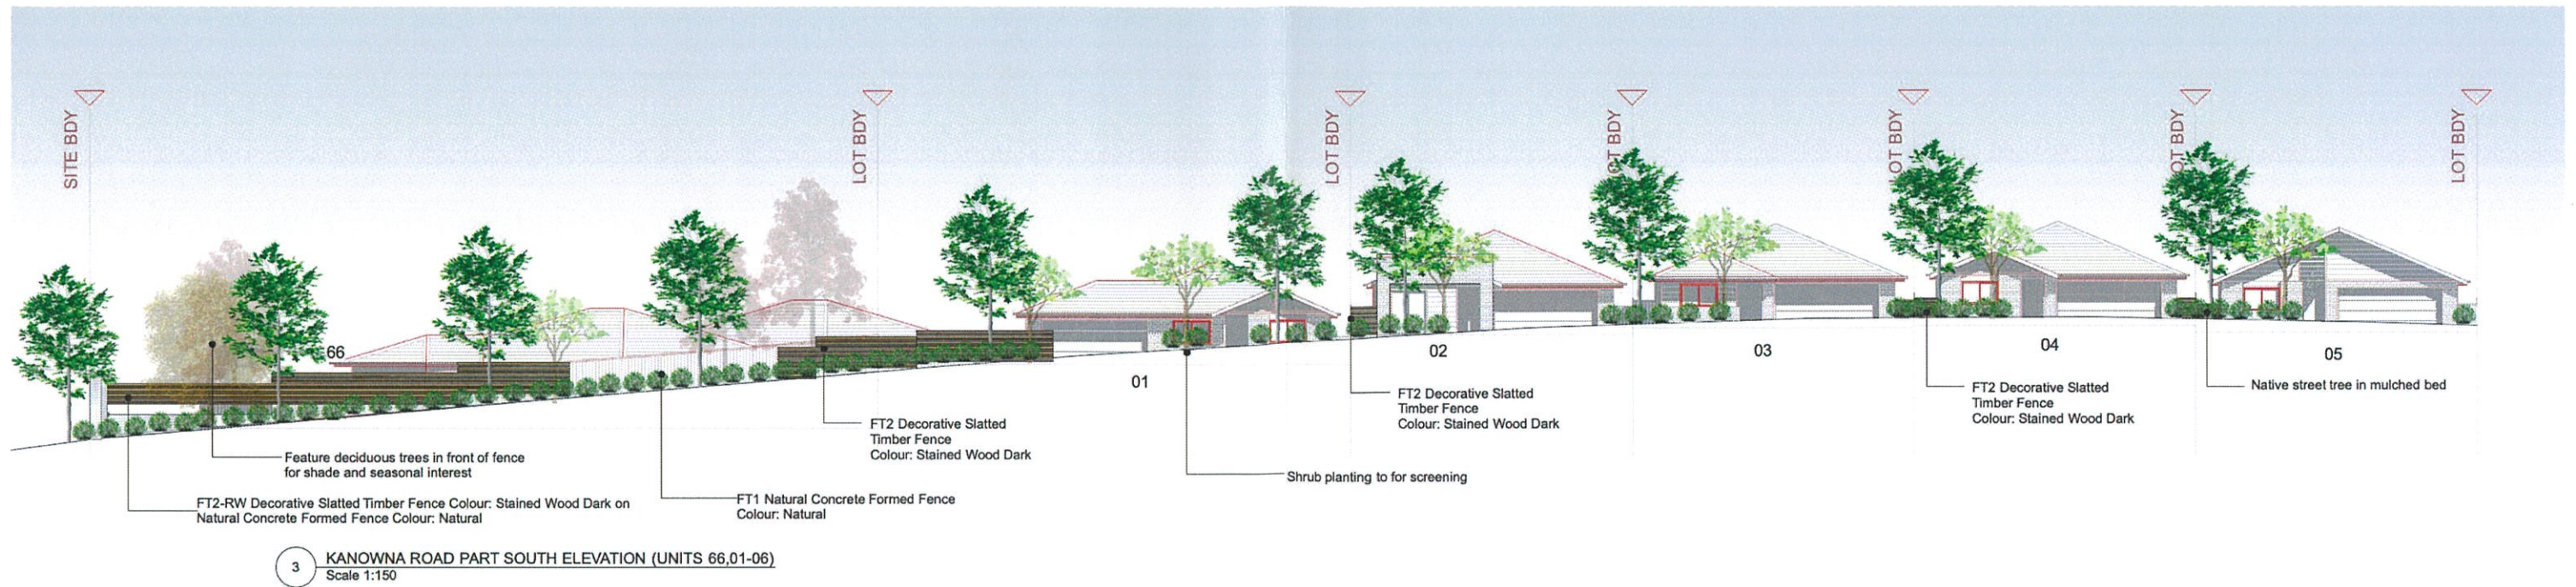 SITE BDY
LOT BDY
LOT BDY
LOT BDY
LOT BDY
LOT BDY
LOT BDY
66
01
02
03
04
05
FT2 Decorative Slatted
Timber Fence
Colour: Stained Wood Dark
FT2 Decorative Slatted
Timber Fence
Colour: Stained Wood Dark
FT2 Decorative Slatted
Timber Fence
Colour: Stained Wood Dark
Native street tree in mulched bed
Feature deciduous trees in front of fence
for shade and seasonal interest
Shrub planting to for screening
FT2-RW Decorative Slatted Timber Fence Colour: Stained Wood Dark on
Natural Concrete Formed Fence Colour: Natural
FT1 Natural Concrete Formed Fence
Colour: Natural
3
KANOWNA ROAD PART SOUTH ELEVATION (UNITS 66,01-06)
Scale 1:150